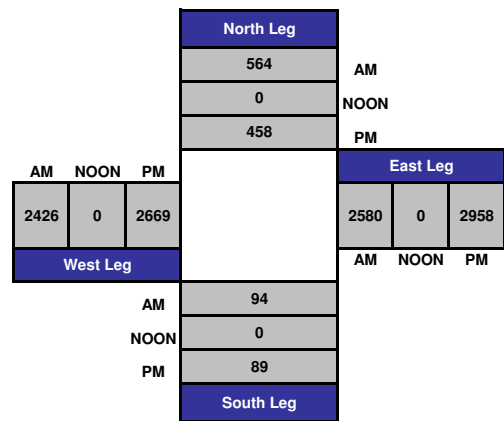 North Leg
564 AM
0 NOON
458 PM
AM NOON PM East Leg
2426 0 2669 2580 0 2958
West Leg AM NOON PM
AM 94
NOON 0
PM 89
South Leg